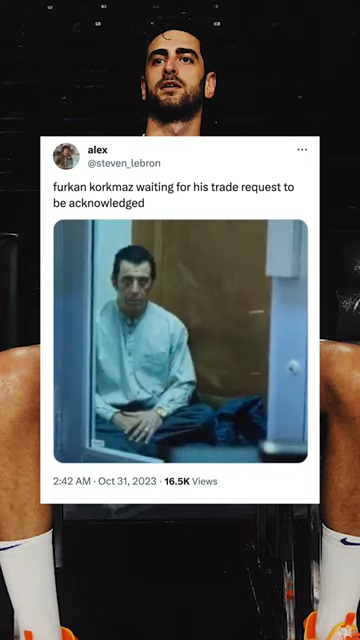 alex
@steven_lebron
furkan korkmaz waiting for his trade request to
be acknowledged
2:42 AM · Oct 31, 2023 · 16.5K Views